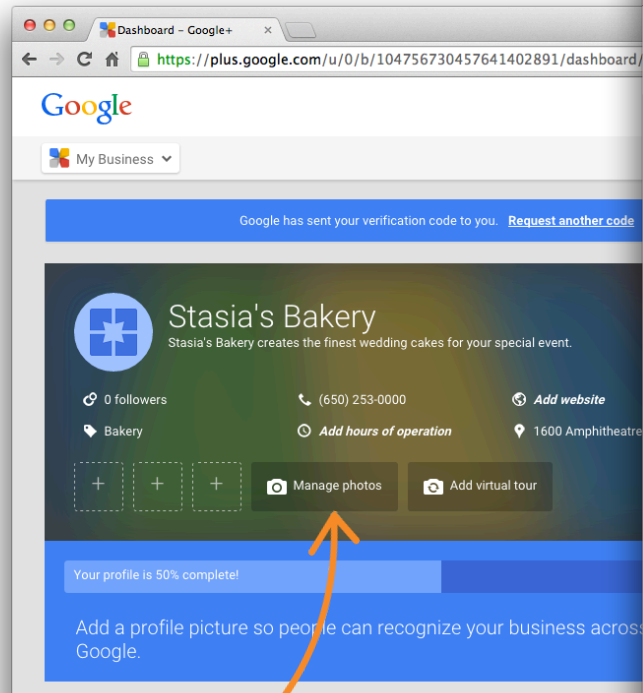 Dashboard – Google+
https://plus.google.com/u/0/b/104756730457641402891/dashboard/
Google
My Business
Google has sent your verification code to you. Request another code
Stasia's Bakery
Stasia's Bakery creates the finest wedding cakes for your special event.
0 followers (650) 253-0000 Add website
Bakery Add hours of operation 1600 Amphitheatre
Manage photos Add virtual tour
Your profile is 50% complete!
Add a profile picture so people can recognize your business across
Google.